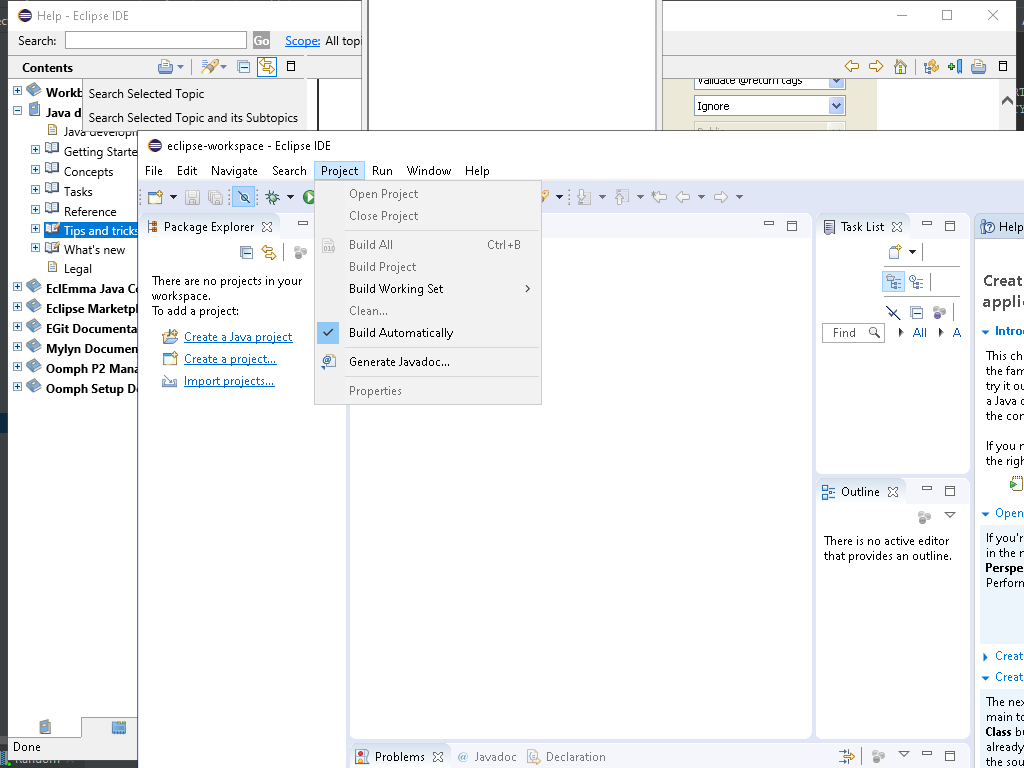 Help - Eclipse IDE
Search:
Go
Scope: All topi
Contents
Search Selected Topic
Search Selected Topic and its Subtopics
Workb
Java d
Java develop
Getting Starte
Concepts
Tasks
Reference
Tips and tricks
What's new
Legal
EclEmma Java Co
Eclipse Marketpl
EGit Documenta
Mylyn Documen
Oomph P2 Mana
Oomph Setup Do
Done
Validate @return tags
Ignore
eclipse-workspace - Eclipse IDE
File Edit Navigate Search Project Run Window Help
Open Project
Close Project
Build All Ctrl+B
Build Project
Build Working Set
Clean...
Build Automatically
Generate Javadoc...
Properties
Package Explorer
There are no projects in your
workspace.
To add a project:
Create a Java project
Create a project...
Import projects...
Task List
Find
All
A
Outline
There is no active editor
that provides an outline.
Help
Creat
applic
Introd
This ch
the fam
try it ou
a Java c
the con
If you n
the righ
Open
If you'r
in the m
Perspe
Perforn
Creat
Creat
The nex
main to
Class bu
already
the sou
Problems
Javadoc
Declaration